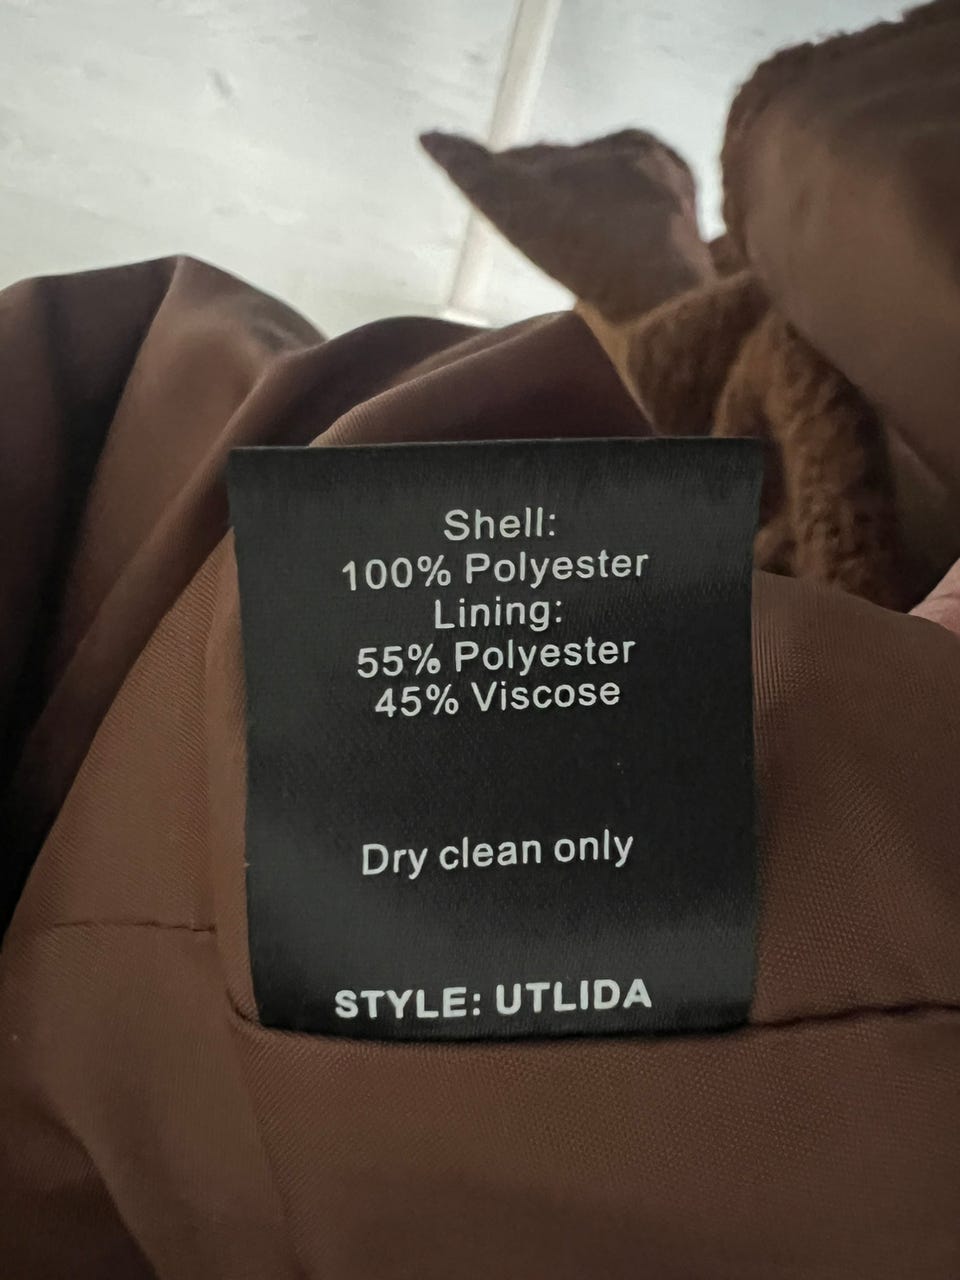 Shell:
100% Polyester
Lining:
55% Polyester
45% Viscose
Dry clean only
STYLE: UTLIDA